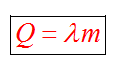 Q = λm